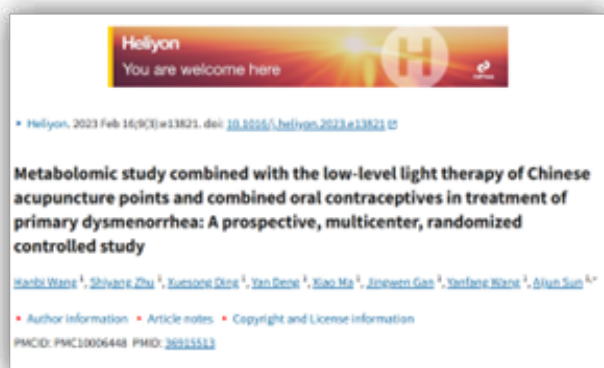 Heliyon
You are welcome here
Heliyon. 2023 Feb 16;9(3):e13821. doi: 10.1016/j.heliyon.2023.e13821
Metabolomic study combined with the low-level light therapy of Chinese
acupuncture points and combined oral contraceptives in treatment of
primary dysmenorrhea: A prospective, multicenter, randomized
controlled study
Hanbi Wang 1, Shiyang Zhu 1, Xuesong Ding 1, Yan Deng 1, Xiao Ma 1, Jingwen Gan 1, Yanfang Wang 1, Aijun Sun 1,*
Author information Article notes Copyright and License information
PMCID: PMC10006448 PMID: 36915513